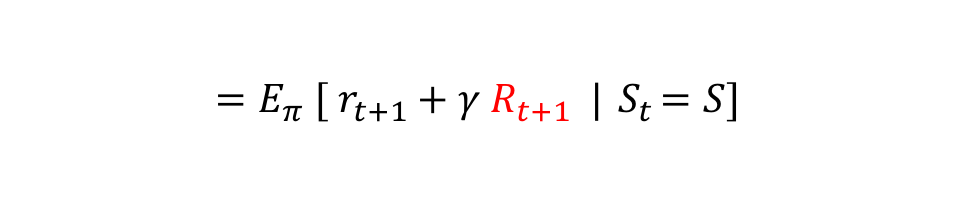 = E_π [ r_{t+1} + γ R_{t+1} | S_t = S]